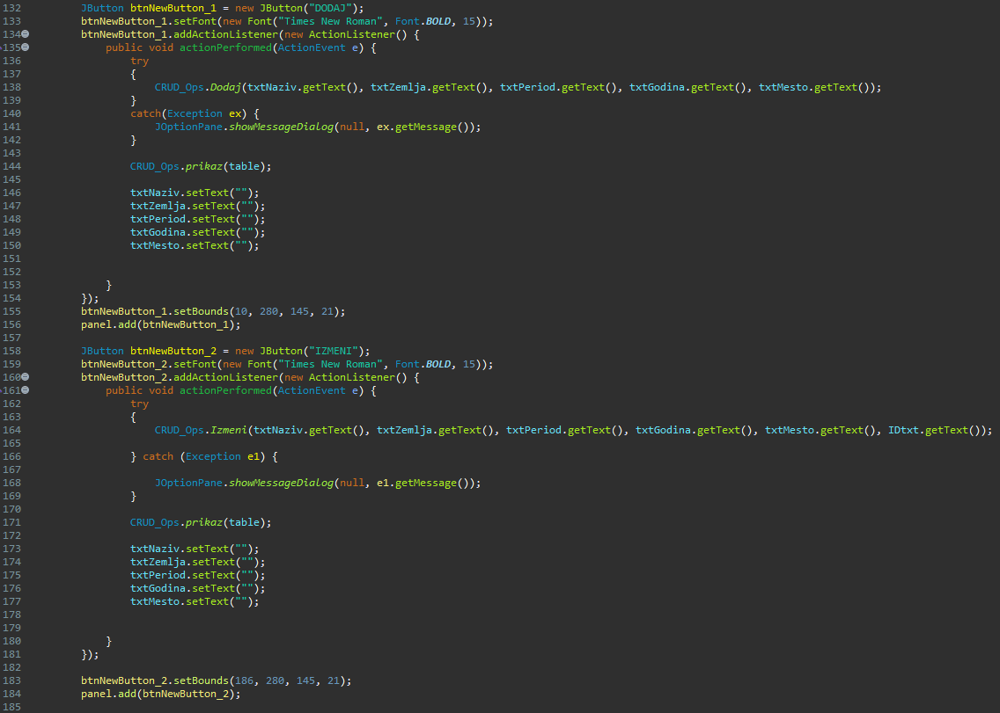 132 JButton btnNewButton_1 = new JButton("DODAJ");
133 btnNewButton_1.setFont(new Font("Times New Roman", Font.BOLD, 15));
134 btnNewButton_1.addActionListener(new ActionListener() {
135 public void actionPerformed(ActionEvent e) {
136 try
137 {
138 CRUD_Ops.Dodaj(txtNaziv.getText(), txtZemlja.getText(), txtPeriod.getText(), txtGodina.getText(), txtMesto.getText());
139 }
140 catch(Exception ex) {
141 JOptionPane.showMessageDialog(null, ex.getMessage());
142 }
143
144 CRUD_Ops.prikaz(table);
145
146 txtNaziv.setText("");
147 txtZemlja.setText("");
148 txtPeriod.setText("");
149 txtGodina.setText("");
150 txtMesto.setText("");
151
152
153 }
154 });
155 btnNewButton_1.setBounds(10, 280, 145, 21);
156 panel.add(btnNewButton_1);
157
158 JButton btnNewButton_2 = new JButton("IZMENI");
159 btnNewButton_2.setFont(new Font("Times New Roman", Font.BOLD, 15));
160 btnNewButton_2.addActionListener(new ActionListener() {
161 public void actionPerformed(ActionEvent e) {
162 try
163 {
164 CRUD_Ops.Izmeni(txtNaziv.getText(), txtZemlja.getText(), txtPeriod.getText(), txtGodina.getText(), txtMesto.getText(), IDtxt.getText());
165
166 } catch (Exception e1) {
167
168 JOptionPane.showMessageDialog(null, e1.getMessage());
169 }
170
171 CRUD_Ops.prikaz(table);
172
173 txtNaziv.setText("");
174 txtZemlja.setText("");
175 txtPeriod.setText("");
176 txtGodina.setText("");
177 txtMesto.setText("");
178
179
180 }
181 });
182
183 btnNewButton_2.setBounds(186, 280, 145, 21);
184 panel.add(btnNewButton_2);
185